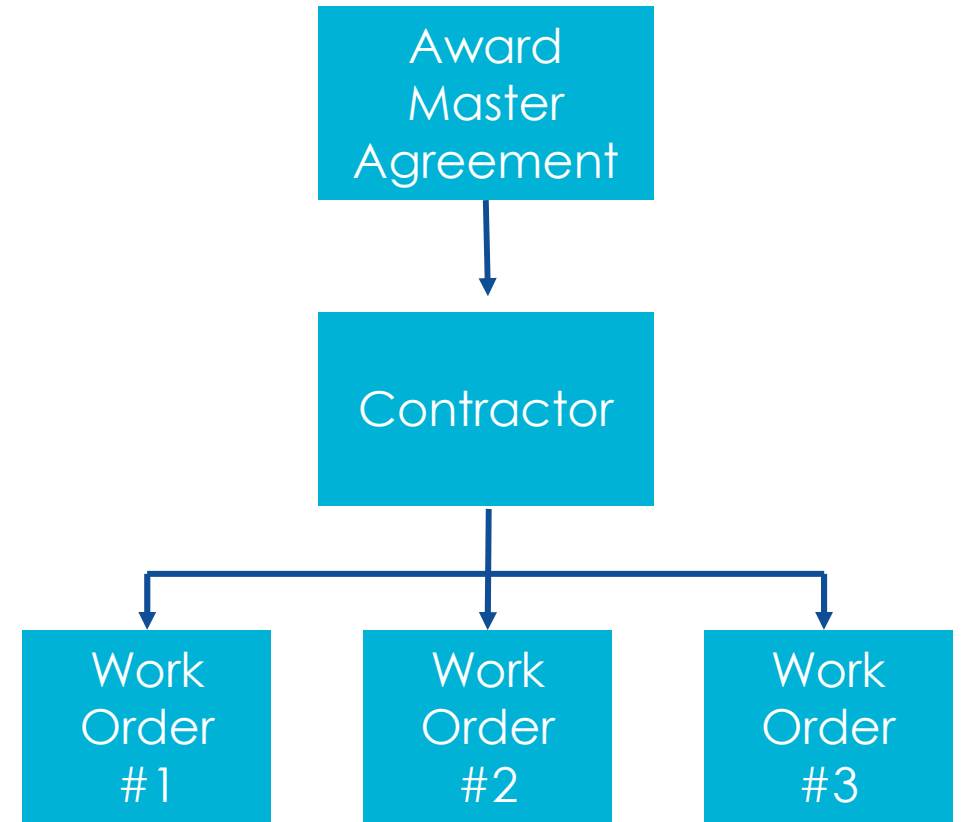 Award
Master
Agreement
Contractor
Work
Order
#1
Work
Order
#2
Work
Order
#3